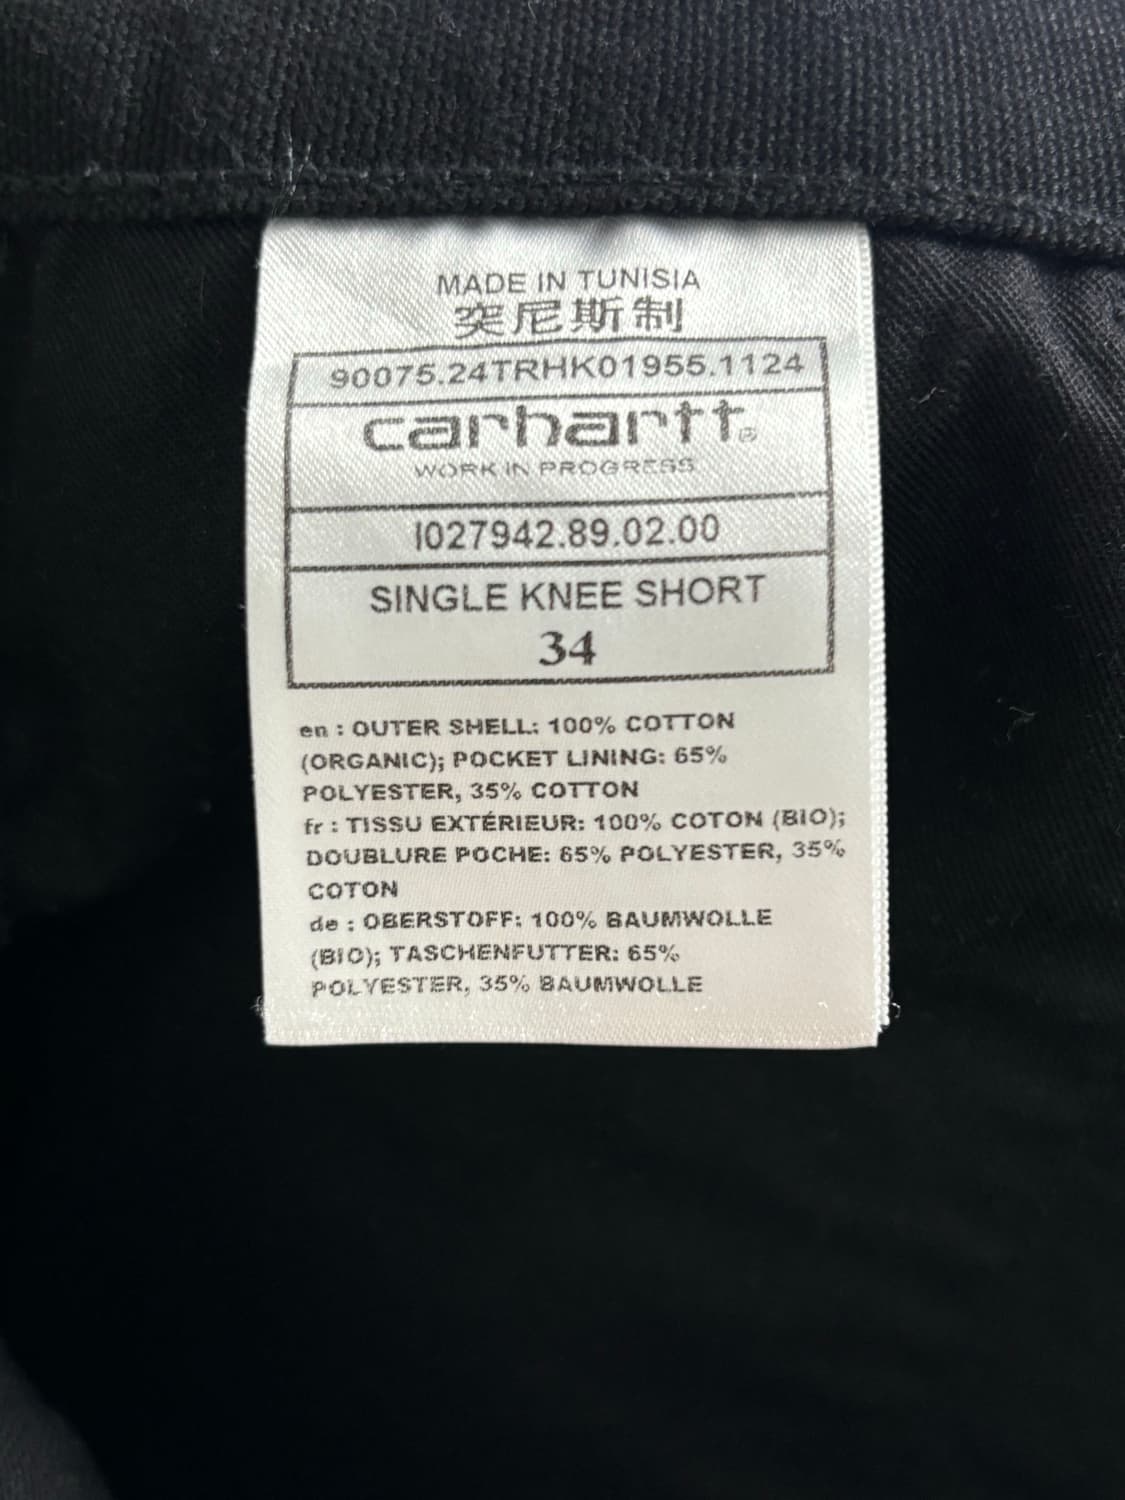 MADE IN TUNISIA
突尼斯制
90075.24TRHK01955.1124
carhartt®
WORK IN PROGRESS
I027942.89.02.00
SINGLE KNEE SHORT
34
en : OUTER SHELL: 100% COTTON
(ORGANIC); POCKET LINING: 65%
POLYESTER, 35% COTTON
fr : TISSU EXTÉRIEUR: 100% COTON (BIO);
DOUBLURE POCHE: 65% POLYESTER, 35%
COTON
de : OBERSTOFF: 100% BAUMWOLLE
(BIO); TASCHENFUTTER: 65%
POLYESTER, 35% BAUMWOLLE